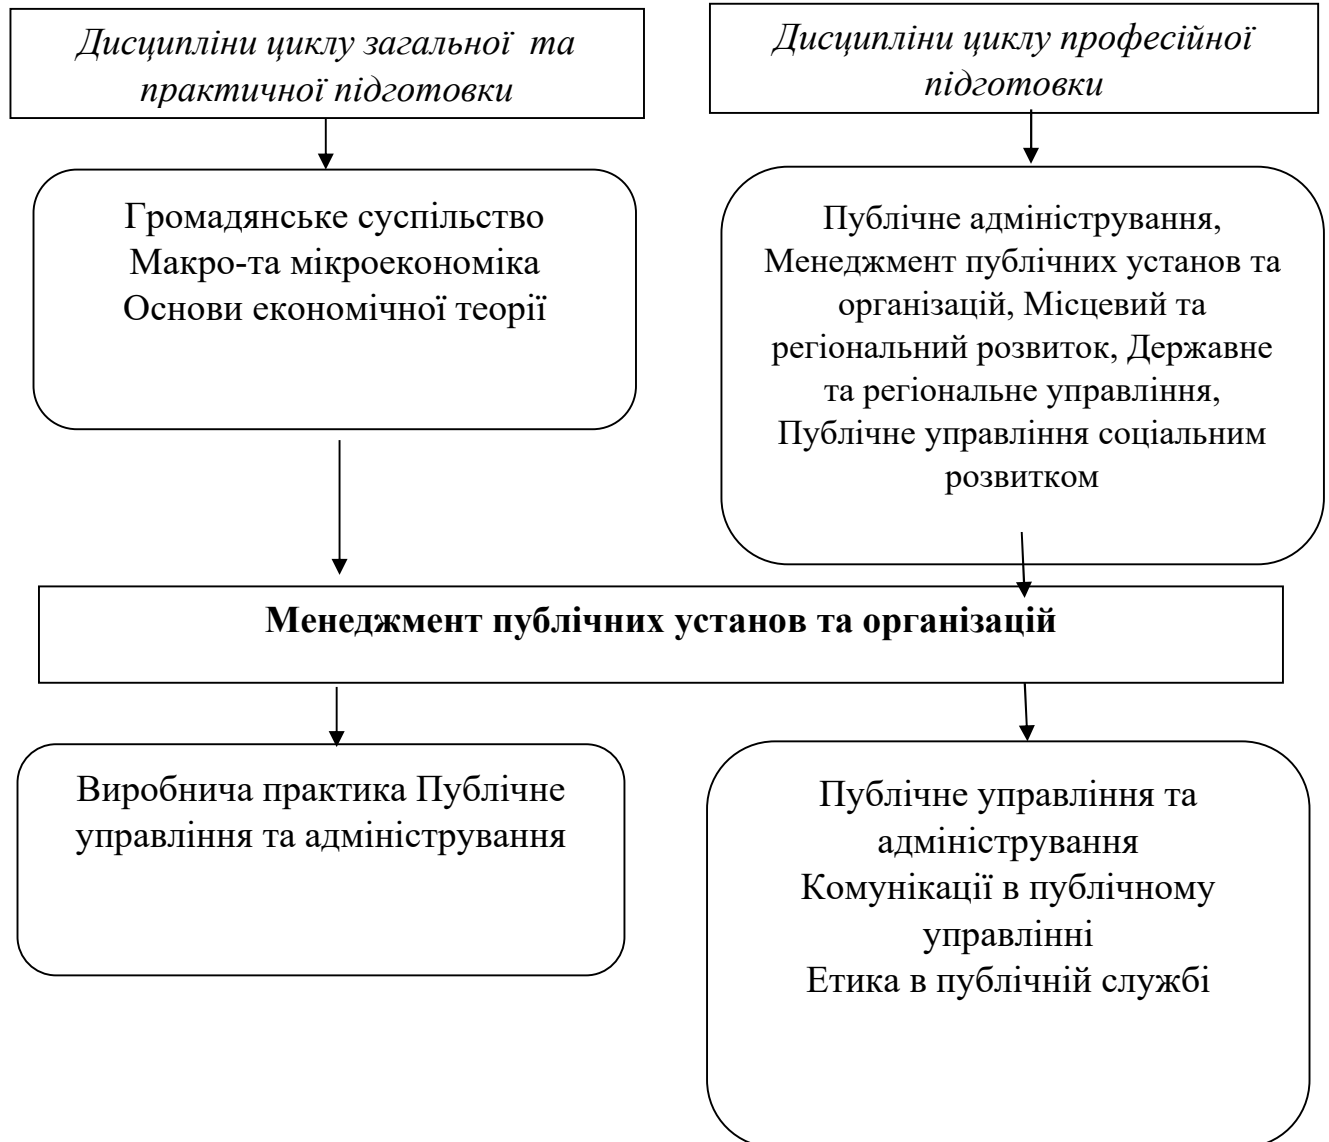 Дисципліни циклу загальної та
практичної підготовки
Дисципліни циклу професійної
підготовки
Громадянське суспільство
Макро-та мікроекономіка
Основи економічної теорії
Публічне адміністрування,
Менеджмент публічних установ та
організацій, Місцевий та
регіональний розвиток, Державне
та регіональне управління,
Публічне управління соціальним
розвитком
Менеджмент публічних установ та організацій
Виробнича практика Публічне
управління та адміністрування
Публічне управління та
адміністрування
Комунікації в публічному
управлінні
Етика в публічній службі